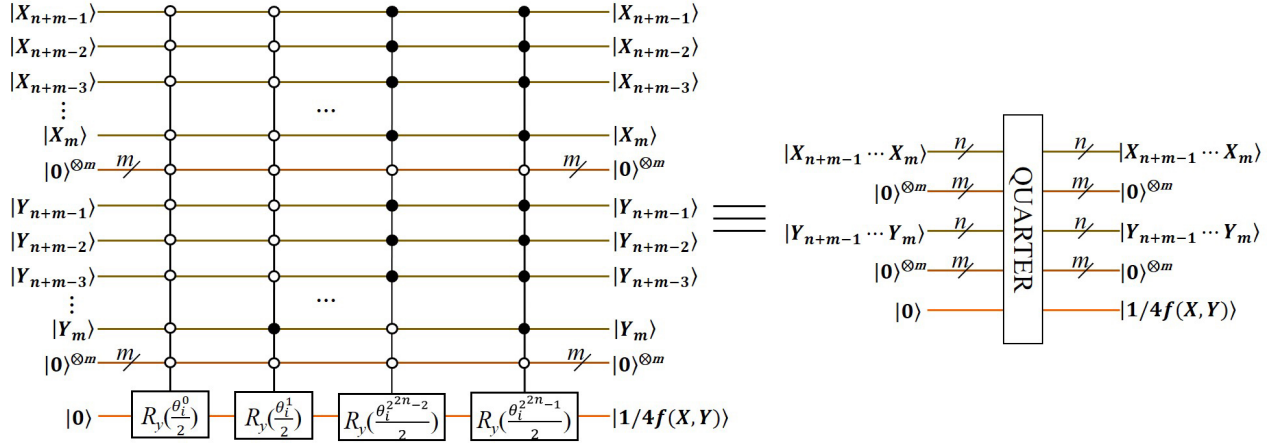 |X_{n+m−1}⟩ |X_{n+m−1}⟩
|X_{n+m−2}⟩ |X_{n+m−2}⟩
|X_{n+m−3}⟩ |X_{n+m−3}⟩
⋮ ...
|X_m⟩ |X_m⟩
|0⟩^{⊗m} m m |0⟩^{⊗m}
|Y_{n+m−1}⟩ |Y_{n+m−1}⟩
|Y_{n+m−2}⟩ |Y_{n+m−2}⟩
|Y_{n+m−3}⟩ |Y_{n+m−3}⟩
⋮ ...
|Y_m⟩ |Y_m⟩
|0⟩^{⊗m} m m |0⟩^{⊗m}
|0⟩ R_y(θ_i^0/2) R_y(θ_i^1/2) R_y(θ_i^{2^{2n−2}}/2) R_y(θ_i^{2^{2n−1}}/2) |1/4f(X, Y)⟩
|X_{n+m−1} ⋯ X_m⟩ n n |X_{n+m−1} ⋯ X_m⟩
|0⟩^{⊗m} m m |0⟩^{⊗m}
|Y_{n+m−1} ⋯ Y_m⟩ n n |Y_{n+m−1} ⋯ Y_m⟩
|0⟩^{⊗m} m m |0⟩^{⊗m}
|0⟩ |1/4f(X, Y)⟩
QUARTER